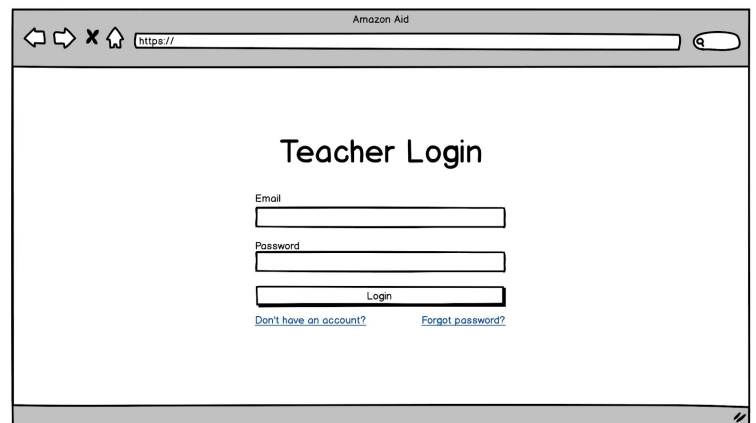 Amazon Aid
https://
Teacher Login
Email
Password
Login
Don't have an account? Forgot password?